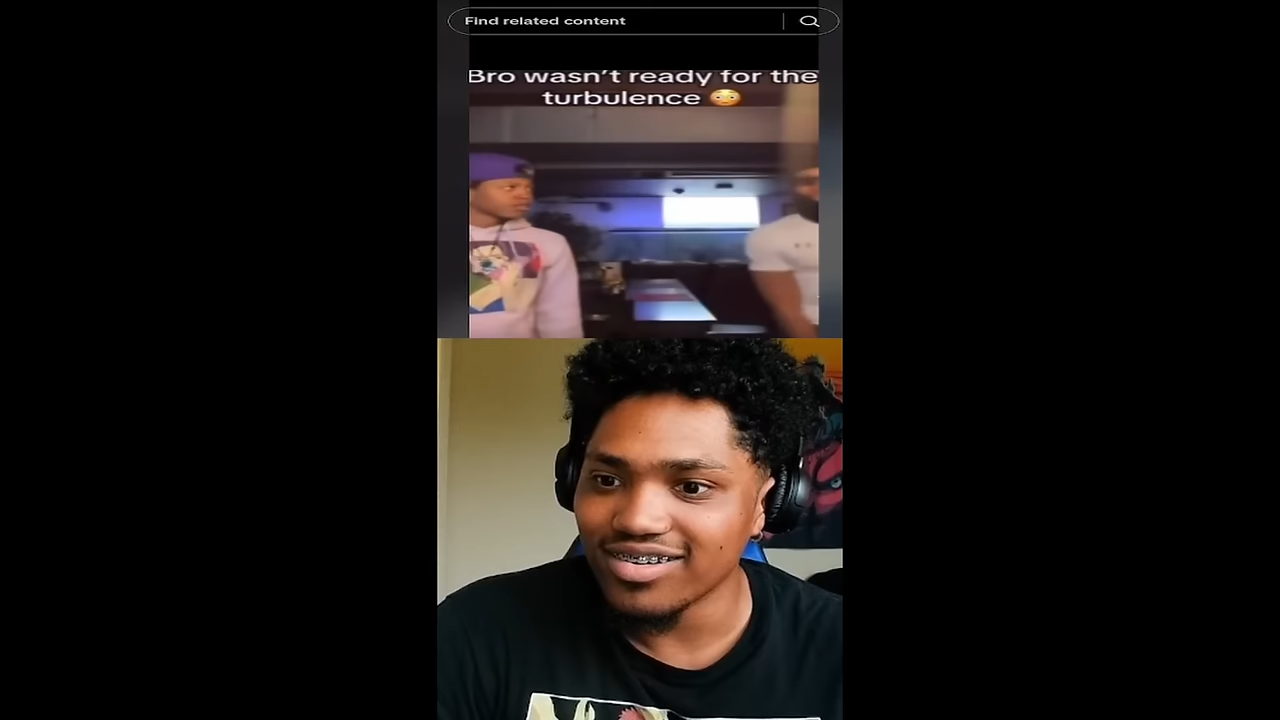 Find related content
Bro wasn't ready for the
turbulence 😳